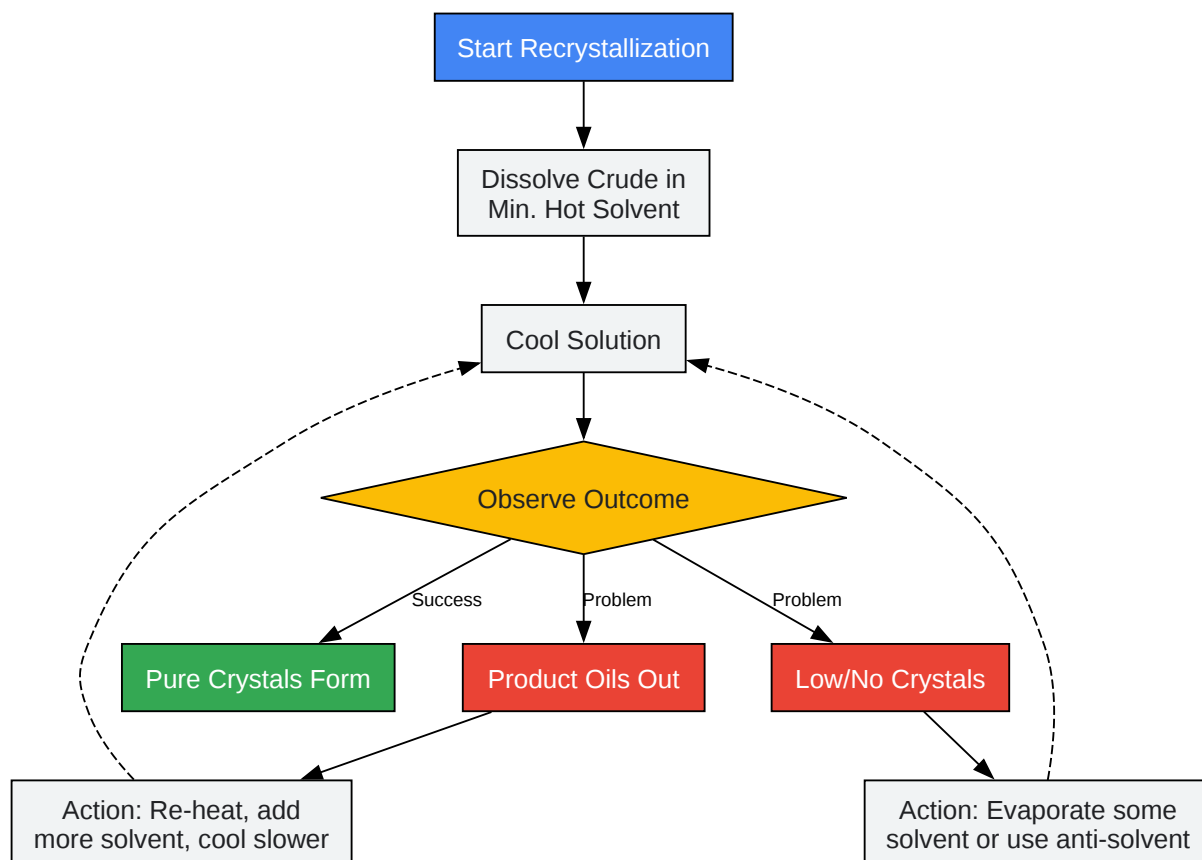 Start Recrystallization
Dissolve Crude in
Min. Hot Solvent
Cool Solution
Observe Outcome
Success
Problem
Problem
Pure Crystals Form
Product Oils Out
Low/No Crystals
Action: Re-heat, add
more solvent, cool slower
Action: Evaporate some
solvent or use anti-solvent